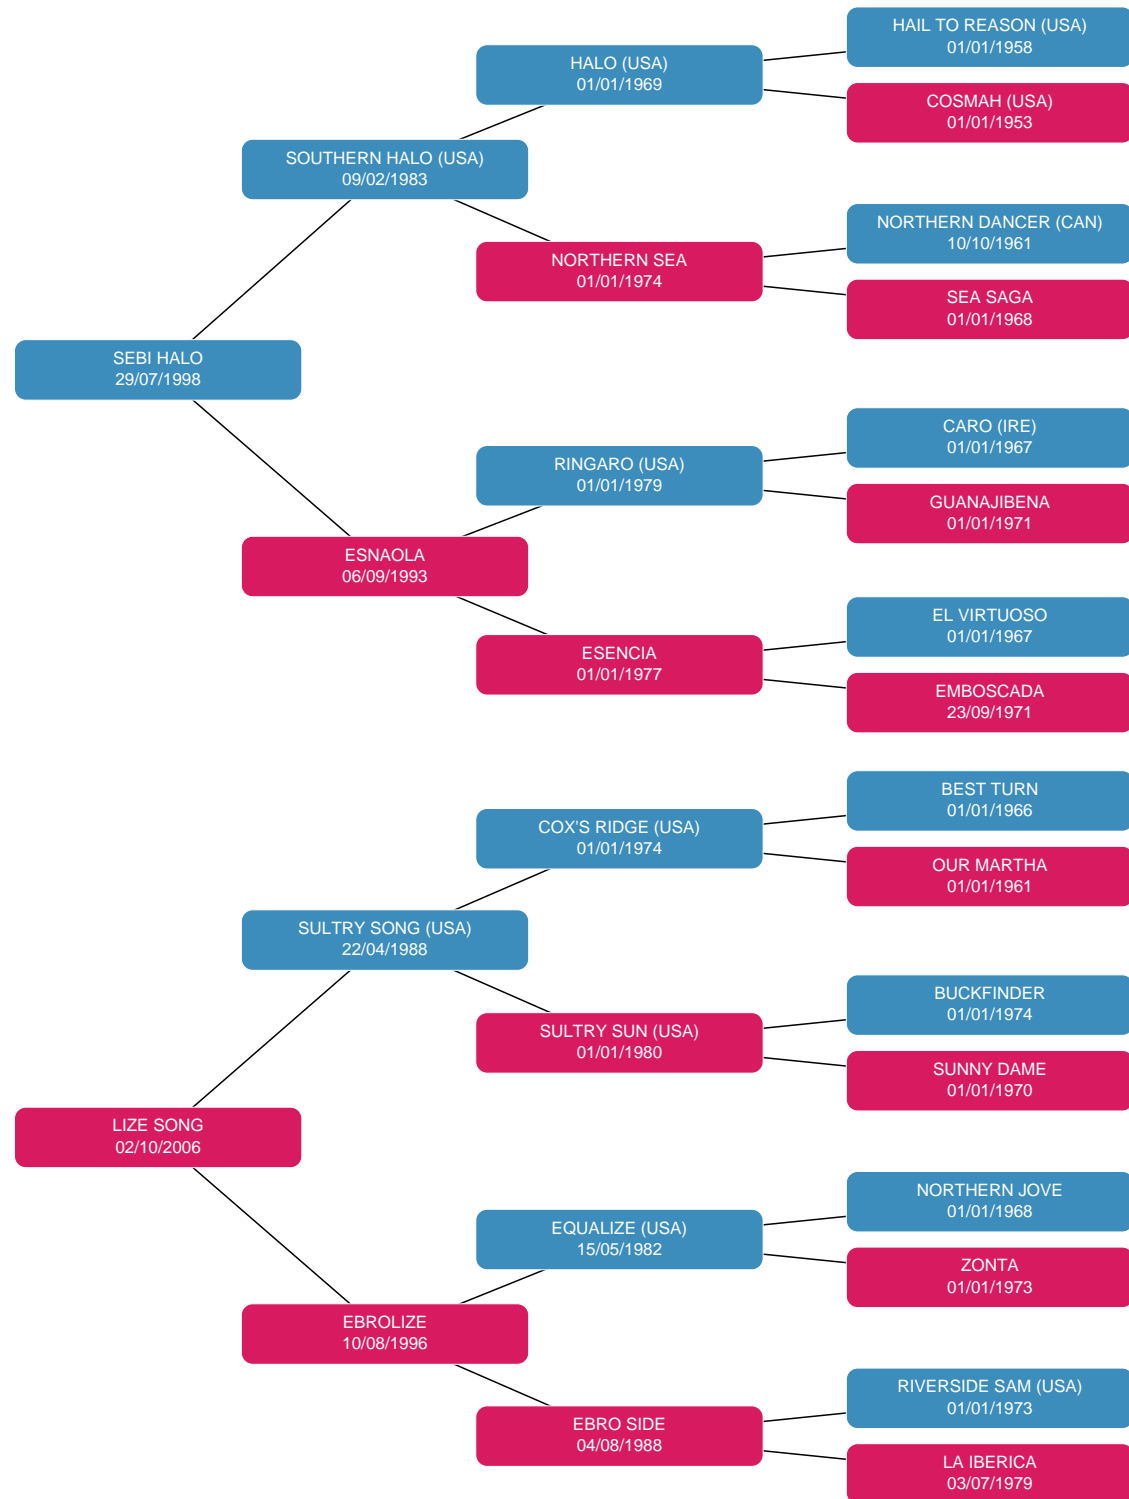 HAIL TO REASON (USA)
01/01/1958
HALO (USA)
01/01/1969
COSMAH (USA)
01/01/1953
SOUTHERN HALO (USA)
09/02/1983
NORTHERN DANCER (CAN)
10/10/1961
NORTHERN SEA
01/01/1974
SEA SAGA
01/01/1968
SEBI HALO
29/07/1998
CARO (IRE)
01/01/1967
RINGARO (USA)
01/01/1979
GUANAJIBENA
01/01/1971
ESNAOLA
06/09/1993
EL VIRTUOSO
01/01/1967
ESENCIA
01/01/1977
EMBOSCADA
23/09/1971
BEST TURN
01/01/1966
COX'S RIDGE (USA)
01/01/1974
OUR MARTHA
01/01/1961
SULTRY SONG (USA)
22/04/1988
BUCKFINDER
01/01/1974
SULTRY SUN (USA)
01/01/1980
SUNNY DAME
01/01/1970
LIZE SONG
02/10/2006
NORTHERN JOVE
01/01/1968
EQUALIZE (USA)
15/05/1982
ZONTA
01/01/1973
EBROLIZE
10/08/1996
RIVERSIDE SAM (USA)
01/01/1973
EBRO SIDE
04/08/1988
LA IBERICA
03/07/1979